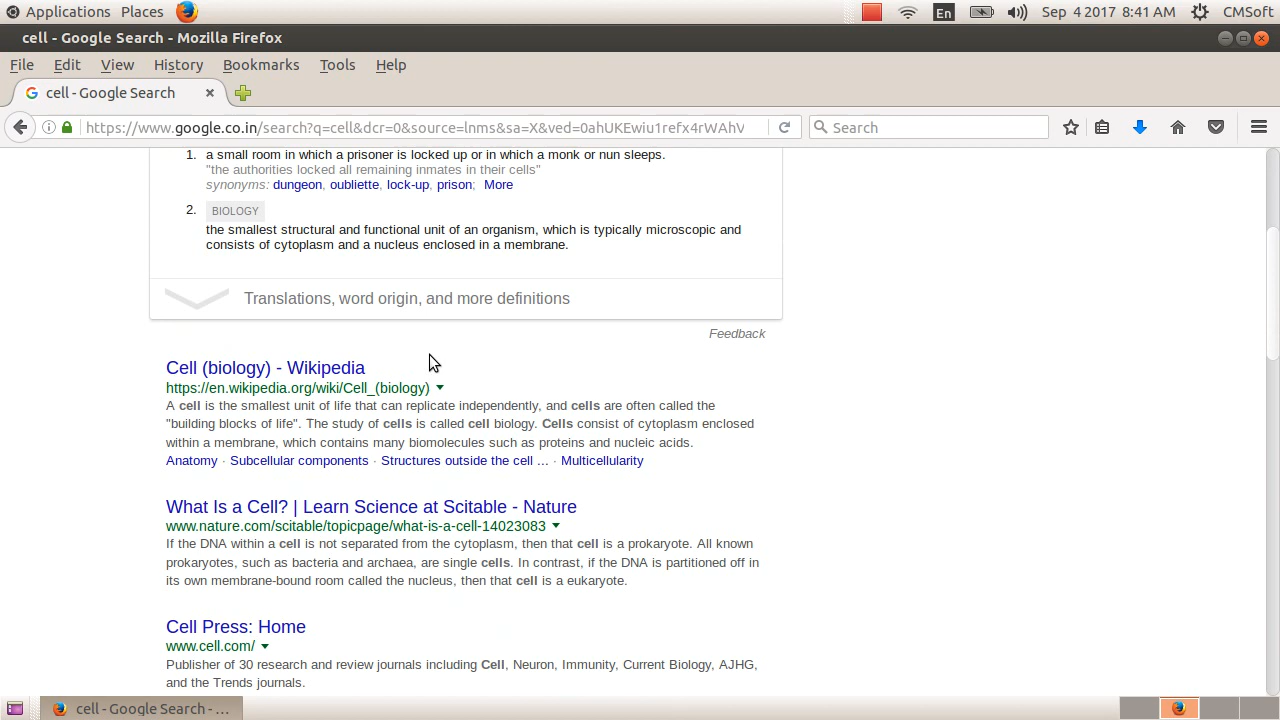 Applications Places En Sep 4 2017 8:41 AM CMSoft
cell - Google Search - Mozilla Firefox
File Edit View History Bookmarks Tools Help
cell - Google Search
https://www.google.co.in/search?q=cell&dcr=0&source=lnms&sa=X&ved=0ahUKEwiu1refx4rWAhV Search
1. a small room in which a prisoner is locked up or in which a monk or nun sleeps.
"the authorities locked all remaining inmates in their cells"
synonyms: dungeon, oubliette, lock-up, prison; More
2. BIOLOGY
the smallest structural and functional unit of an organism, which is typically microscopic and
consists of cytoplasm and a nucleus enclosed in a membrane.
Translations, word origin, and more definitions
Feedback
Cell (biology) - Wikipedia
https://en.wikipedia.org/wiki/Cell_(biology)
A cell is the smallest unit of life that can replicate independently, and cells are often called the
"building blocks of life". The study of cells is called cell biology. Cells consist of cytoplasm enclosed
within a membrane, which contains many biomolecules such as proteins and nucleic acids.
Anatomy · Subcellular components · Structures outside the cell ... · Multicellularity
What Is a Cell? | Learn Science at Scitable - Nature
www.nature.com/scitable/topicpage/what-is-a-cell-14023083
If the DNA within a cell is not separated from the cytoplasm, then that cell is a prokaryote. All known
prokaryotes, such as bacteria and archaea, are single cells. In contrast, if the DNA is partitioned off in
its own membrane-bound room called the nucleus, then that cell is a eukaryote.
Cell Press: Home
www.cell.com/
Publisher of 30 research and review journals including Cell, Neuron, Immunity, Current Biology, AJHG,
and the Trends journals.
cell - Google Search - ...